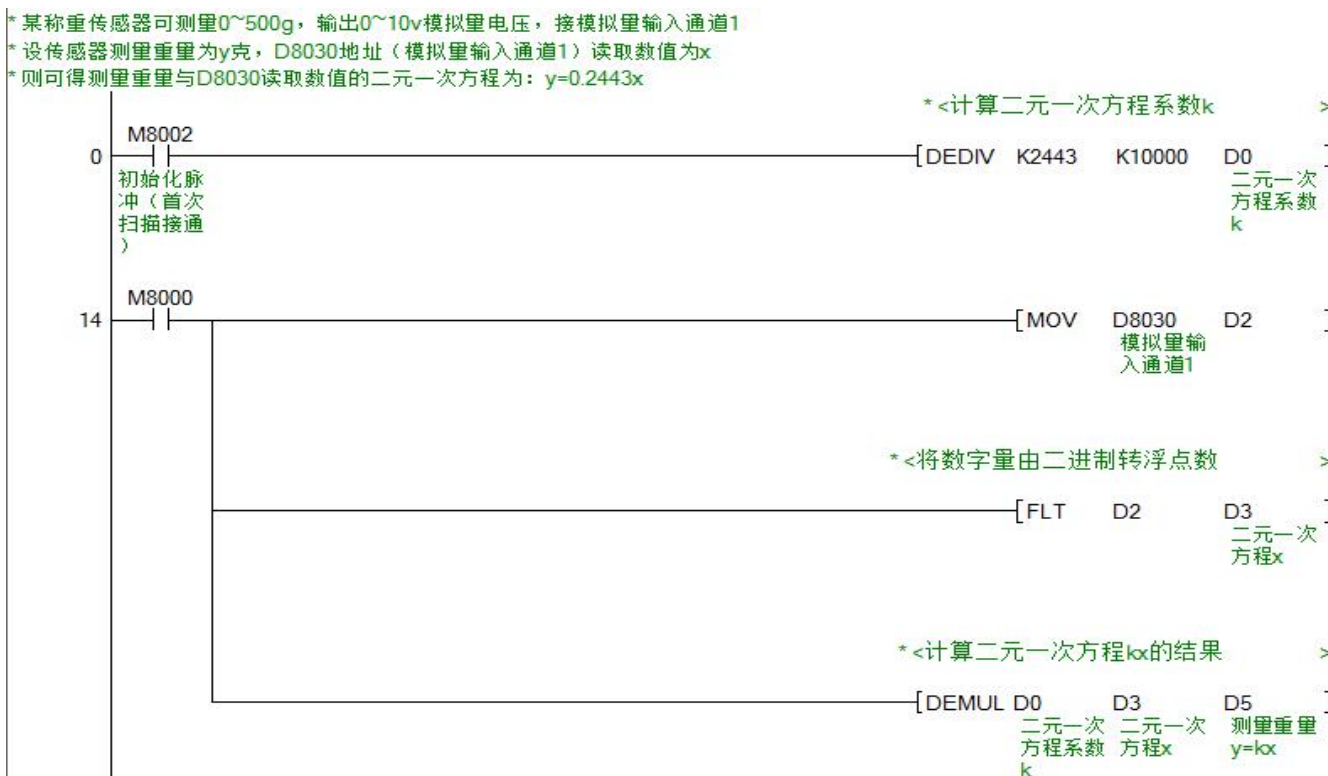 *某称重传感器可测量0~500g，输出0~10v模拟量电压，接模拟量输入通道1
*设传感器测量重量为y克，D8030地址（模拟量输入通道1）读取数值为x
*则可得测量重量与D8030读取数值的二元一次方程为：y=0.2443x
*<计算二元一次方程系数k >
M8002
0
[DEDIV K2443 K10000 D0 ]
初始化脉
冲（首次
扫描接通
）
二元一次
方程系数
k
M8000
14
[MOV D8030 D2 ]
模拟量输
入通道1
*<将数字量由二进制转浮点数 >
[FLT D2 D3 ]
二元一次
方程x
*<计算二元一次方程kx的结果 >
[DEMUL D0 D3 D5 ]
二元一次
方程系数
k
二元一次
方程x
测量重量
y=kx